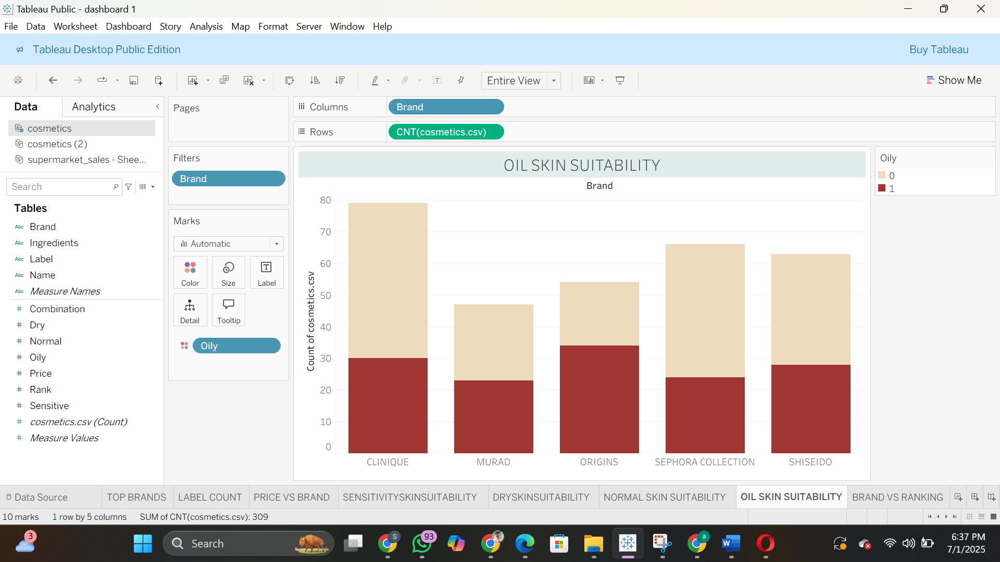 Tableau Public - dashboard 1
File Data Worksheet Dashboard Story Analysis Map Format Server Window Help
Tableau Desktop Public Edition
Buy Tableau
Entire View
Show Me
Data
Analytics
cosmetics
cosmetics (2)
supermarket_sales - Shee...
Search
Tables
Abc Brand
Abc Ingredients
Abc Label
Abc Name
Abc Measure Names
# Combination
# Dry
# Normal
# Oily
# Price
# Rank
# Sensitive
# cosmetics.csv (Count)
# Measure Values
Pages
Filters
Brand
Marks
Automatic
Color
Size
Label
Detail
Tooltip
Oily
Columns
Brand
Rows
CNT(cosmetics.csv)
OIL SKIN SUITABILITY
Brand
Count of cosmetics.csv
80
70
60
50
40
30
20
10
0
CLINIQUE
MURAD
ORIGINS
SEPHORA COLLECTION
SHISEIDO
Oily
0
1
Data Source
TOP BRANDS
LABEL COUNT
PRICE VS BRAND
SENSITIVITYSKINSUITABILITY
DRYSKINSUITABILITY
NORMAL SKIN SUITABILITY
OIL SKIN SUITABILITY
BRAND VS RANKING
10 marks 1 row by 5 columns SUM of CNT(cosmetics.csv): 309
3
Search
S
93
a
W
6:37 PM
7/1/2025